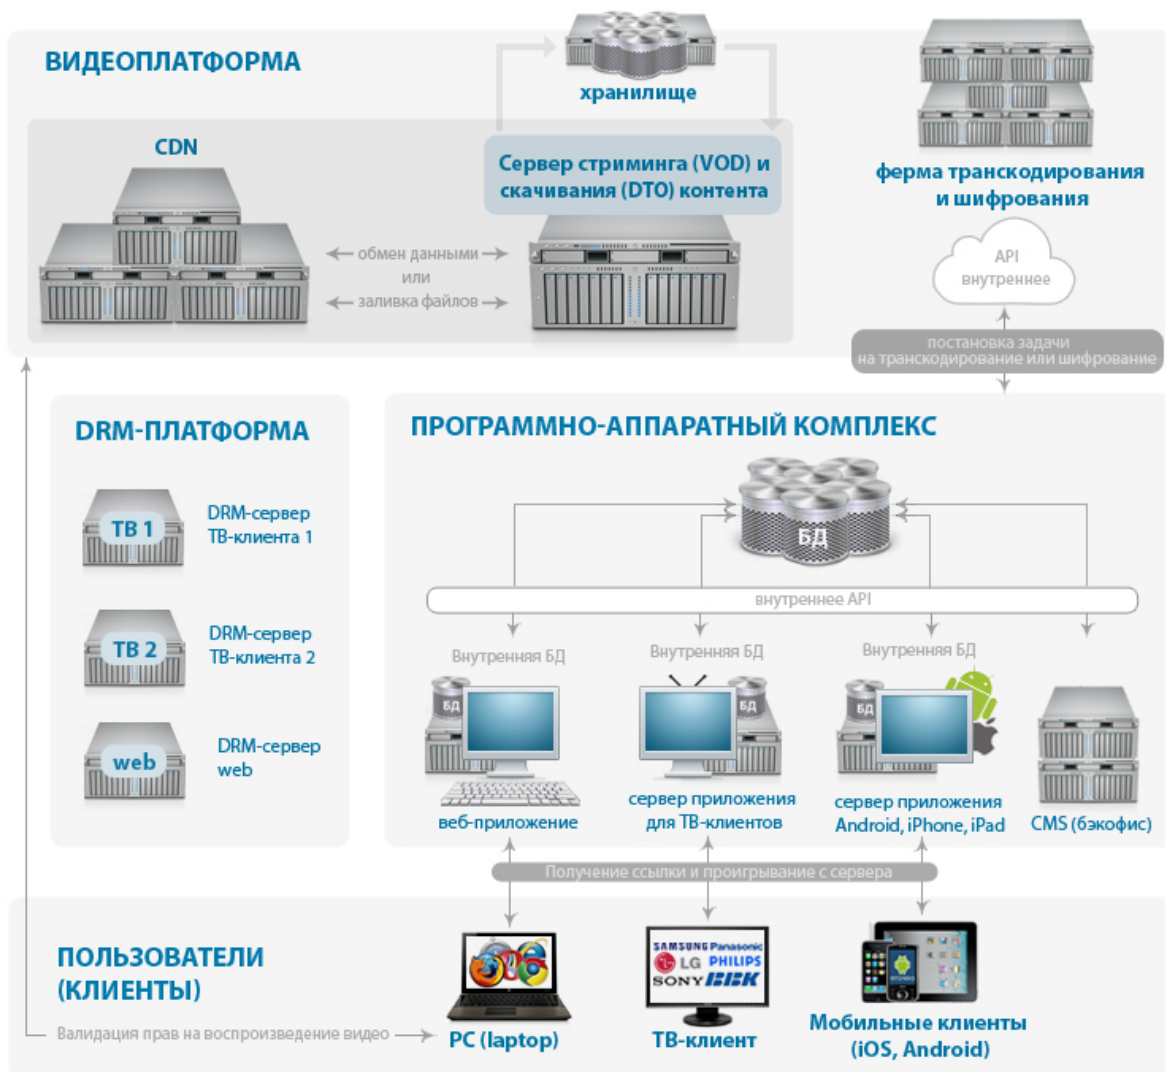 ВИДЕОПЛАТФОРМА
хранилище
CDN
Сервер стриминга (VOD) и
скачивания (DTO) контента
ферма транскодирования
и шифрования
обмен данными
или
заливка файлов
API
внутреннее
постановка задачи
на транскодирование или шифрование
DRM-ПЛАТФОРМА
ТВ 1
DRM-сервер
ТВ-клиента 1
ТВ 2
DRM-сервер
ТВ-клиента 2
web
DRM-сервер
web
ПРОГРАММНО-АППАРАТНЫЙ КОМПЛЕКС
БД
внутреннее API
Внутренняя БД
Внутренняя БД
Внутренняя БД
БД
БД
БД
веб-приложение
сервер приложения
для ТВ-клиентов
сервер приложения
Android, iPhone, iPad
CMS (бэкофис)
Получение ссылки и проигрывание с сервера
ПОЛЬЗОВАТЕЛИ
(КЛИЕНТЫ)
Валидация прав на воспроизведение видео
PC (laptop)
SAMSUNG Panasonic
LG PHILIPS
SONY BBK
ТВ-клиент
ANDROID
Мобильные клиенты
(iOS, Android)